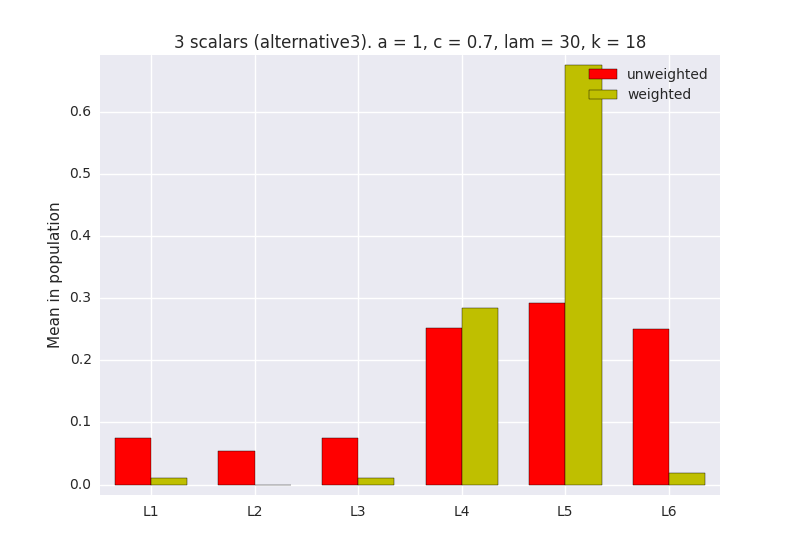 3 scalars (alternative3). a = 1, c = 0.7, lam = 30, k = 18
unweighted
weighted
Mean in population
0.6
0.5
0.4
0.3
0.2
0.1
0.0
L1 L2 L3 L4 L5 L6